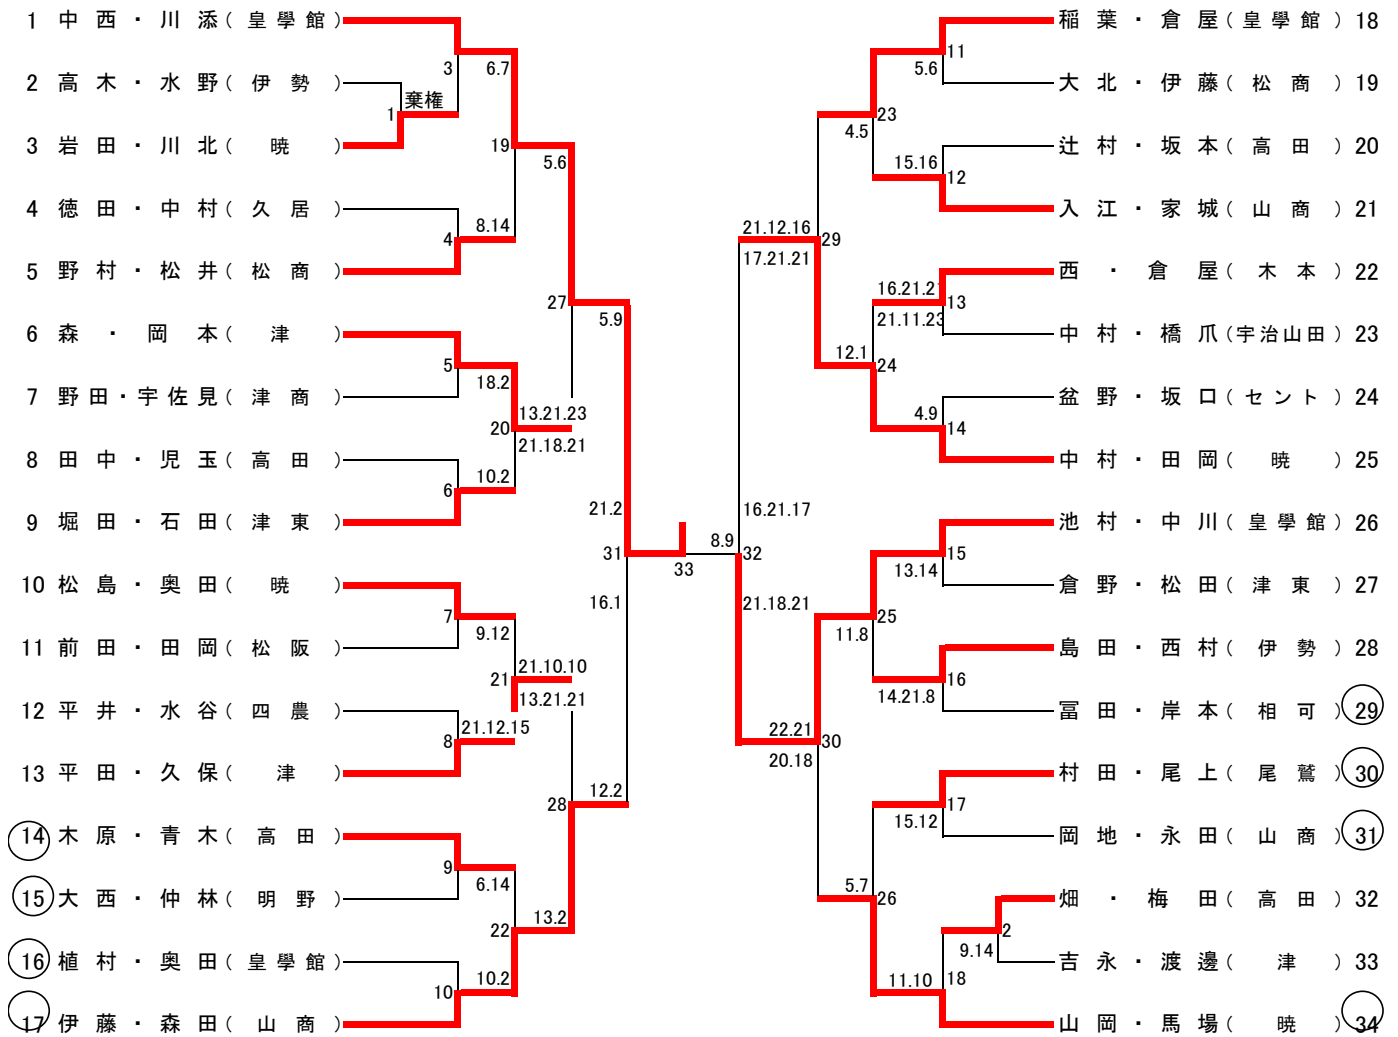 1 中西・川添(皇學館)
2 高木・水野(伊勢)
3 岩田・川北(暁)
4 徳田・中村(久居)
5 野村・松井(松商)
6 森・岡本(津)
7 野田・宇佐見(津商)
8 田中・児玉(高田)
9 堀田・石田(津東)
10 松島・奥田(暁)
11 前田・田岡(松阪)
12 平井・水谷(四農)
13 平田・久保(津)
14 木原・青木(高田)
15 大西・仲林(明野)
16 植村・奥田(皇學館)
17 伊藤・森田(山商)
棄権
1
3
6.7
19
5.6
4
8.14
27
5.9
5
18.2
20
13.21.23
21.18.21
6
10.2
21.2
31
16.1
7
9.12
21
21.10.10
13.21.21
8
21.12.15
28
12.2
9
6.14
22
13.2
10
10.2
33
8.9
32
16.21.17
21.18.21
21.12.16
17.21.21
29
4.5
23
5.6
11
15.16
12
16.21.21
21.11.23
13
12.1
24
4.9
14
13.14
15
11.8
25
14.21.8
16
22.21
20.18
30
15.12
17
5.7
26
9.14
2
11.10
18
稲葉・倉屋(皇學館) 18
大北・伊藤(松商) 19
辻村・坂本(高田) 20
入江・家城(山商) 21
西・倉屋(木本) 22
中村・橋爪(宇治山田) 23
盆野・坂口(セント) 24
中村・田岡(暁) 25
池村・中川(皇學館) 26
倉野・松田(津東) 27
島田・西村(伊勢) 28
冨田・岸本(相可) 29
村田・尾上(尾鷲) 30
岡地・永田(山商) 31
畑・梅田(高田) 32
吉永・渡邊(津) 33
山岡・馬場(暁) 34